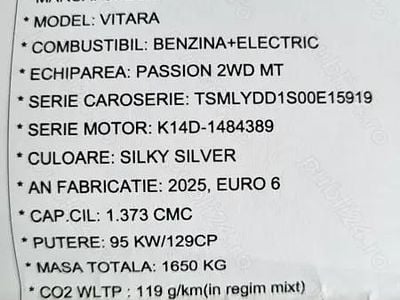 * MODEL: VITARA
* COMBUSTIBIL: BENZINA+ELECTRIC
* ECHIPAREA: PASSION 2WD MT
* SERIE CAROSERIE: TSMLYDD1S00E15919
* SERIE MOTOR: K14D-1484389
* CULOARE: SILKY SILVER
* AN FABRICATIE: 2025, EURO 6
* CAP.CIL: 1.373 CMC
* PUTERE: 95 KW/129CP
* MASA TOTALA: 1650 KG
* CO2 WLTP : 119 g/km(in regim mixt)